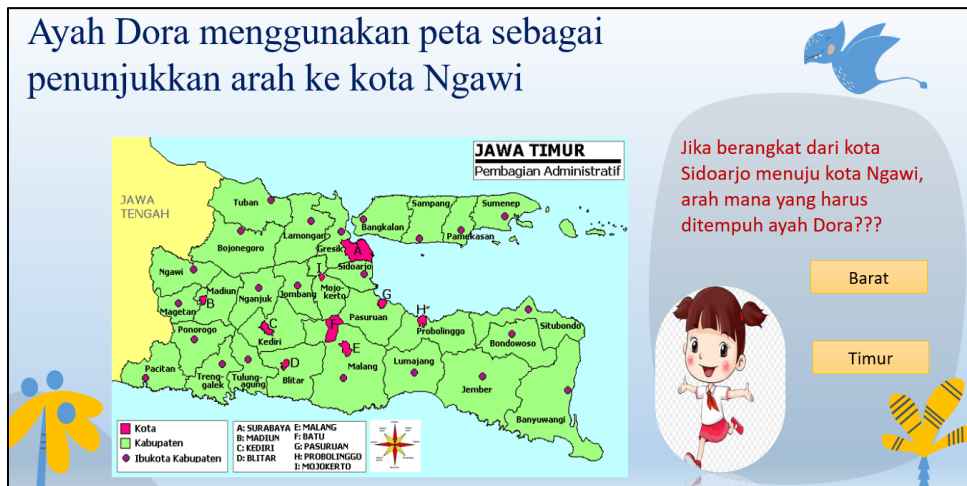 Ayah Dora menggunakan peta sebagai
penunjukkan arah ke kota Ngawi
JAWA TIMUR
Pembagian Administratif
JAWA
TENGAH
Tuban
Sampang
Sumenep
Bangkalan
Pamekasan
Lamongan
Gresik
A
Bojonegoro
Ngawi
I
Sidoarjo
Madiun
B
Magetan
Nganjuk
Jombang
Mojo-
kerto
G
Pasuruan
H
Probolinggo
Situbondo
Bondowoso
Ponorogo
C
Kediri
F
E
Pacitan
Treng-
galek
Tulung-
agung
D
Blitar
Malang
Lumajang
Jember
Banyuwangi
Kota
Kabupaten
Ibukota Kabupaten
A: SURABAYA E: MALANG
B: MADIUN F: BATU
C: KEDIRI G: PASURUAN
D: BLITAR H: PROBOLINGGO
I: MOJOKERTO
Jika berangkat dari kota
Sidoarjo menuju kota Ngawi,
arah mana yang harus
ditempuh ayah Dora???
Barat
Timur